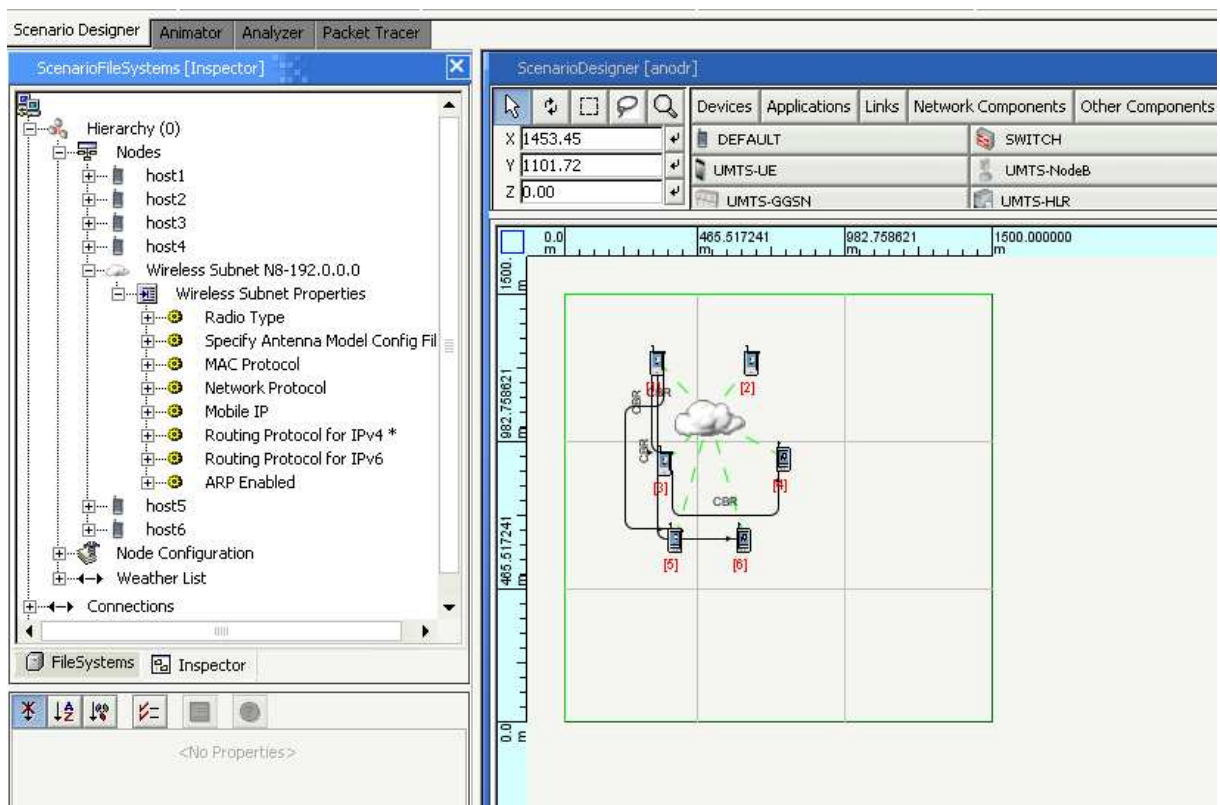 Scenario Designer Animator Analyzer Packet Tracer
ScenarioFileSystems [Inspector]
Hierarchy (0)
Nodes
host1
host2
host3
host4
Wireless Subnet N8-192.0.0.0
Wireless Subnet Properties
Radio Type
Specify Antenna Model Config Fil
MAC Protocol
Network Protocol
Mobile IP
Routing Protocol for IPv4 *
Routing Protocol for IPv6
ARP Enabled
host5
host6
Node Configuration
Weather List
Connections
FileSystems Inspector
<No Properties>
ScenarioDesigner [anodr]
Devices Applications Links Network Components Other Components
X 1453.45
Y 1101.72
Z 0.00
DEFAULT SWITCH
UMTS-UE UMTS-NodeB
UMTS-GGSN UMTS-HLR
0.0 465.517241 982.758621 1500.000000
m m m m
1500.
m
982.758621
m
465.517241
m
0.0
m
[2]
CBR
CBR
CBR
[3]
[4]
CBR
[5]
[6]